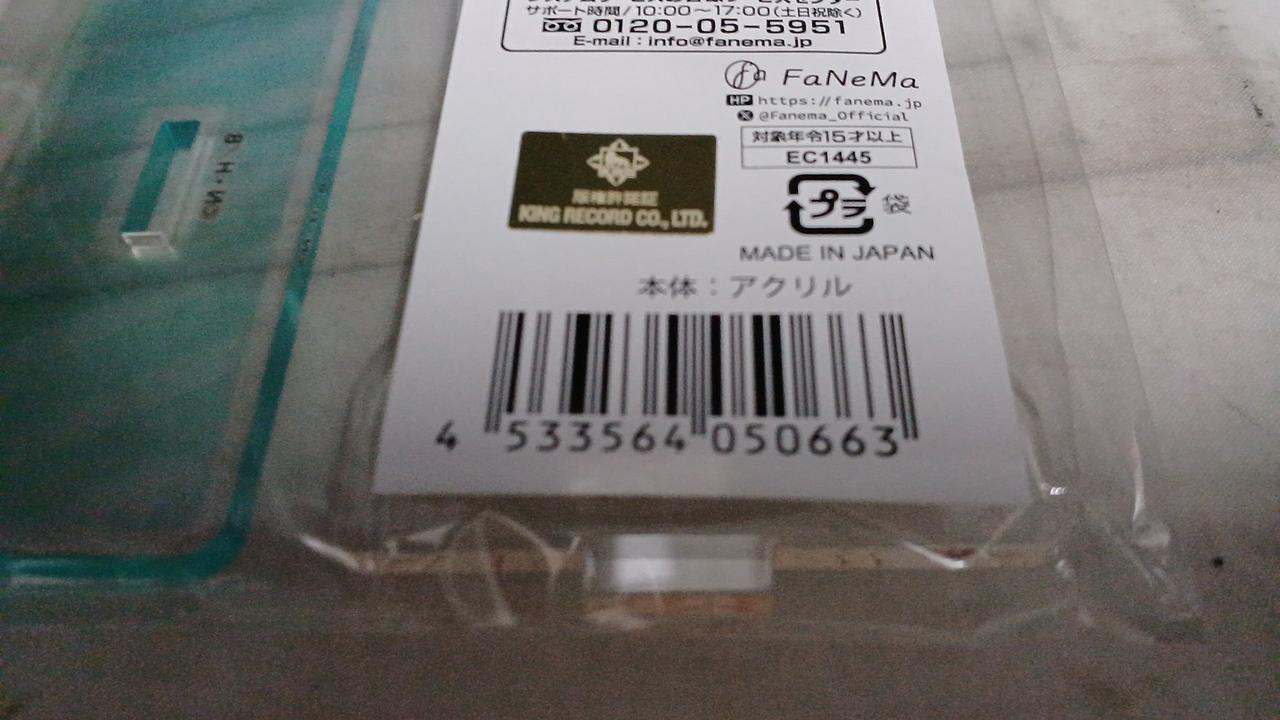 サポート時間/10:00～17:00(土日祝除く)
0120-05-5951
E-mail：info@fanema.jp
FaNeMa
HP https://fanema.jp
X @Fanema_Official
対象年令15才以上
EC1445
版権許諾証
KING RECORD CO., LTD.
プラ 袋
MADE IN JAPAN
本体：アクリル
4 533564 050663